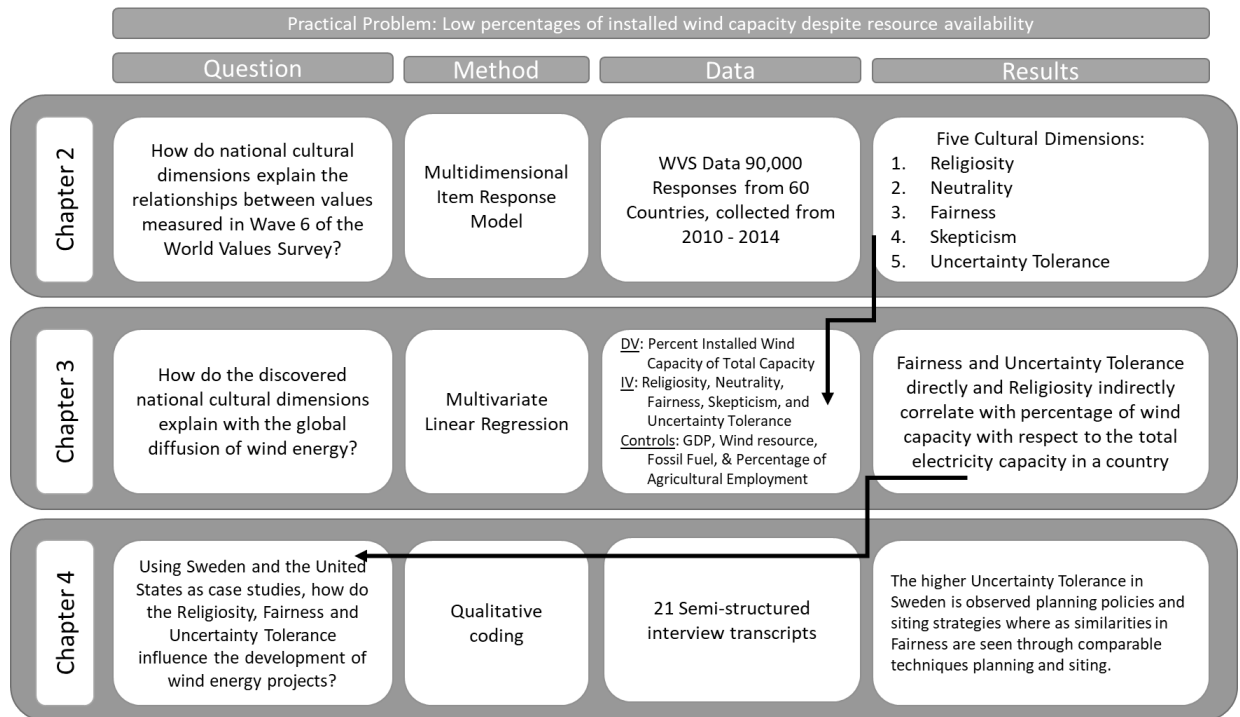 Practical Problem: Low percentages of installed wind capacity despite resource availability
Question
Method
Data
Results
Chapter 2
How do national cultural
dimensions explain the
relationships between values
measured in Wave 6 of the
World Values Survey?
Multidimensional
Item Response
Model
WVS Data 90,000
Responses from 60
Countries, collected from
2010 - 2014
Five Cultural Dimensions:
1. Religiosity
2. Neutrality
3. Fairness
4. Skepticism
5. Uncertainty Tolerance
Chapter 3
How do the discovered
national cultural dimensions
explain with the global
diffusion of wind energy?
Multivariate
Linear Regression
DV: Percent Installed Wind
Capacity of Total Capacity
IV: Religiosity, Neutrality,
Fairness, Skepticism, and
Uncertainty Tolerance
Controls: GDP, Wind resource,
Fossil Fuel, & Percentage of
Agricultural Employment
Fairness and Uncertainty Tolerance
directly and Religiosity indirectly
correlate with percentage of wind
capacity with respect to the total
electricity capacity in a country
Chapter 4
Using Sweden and the United
States as case studies, how do
the Religiosity, Fairness and
Uncertainty Tolerance
influence the development of
wind energy projects?
Qualitative
coding
21 Semi-structured
interview transcripts
The higher Uncertainty Tolerance in
Sweden is observed planning policies and
siting strategies where as similarities in
Fairness are seen through comparable
techniques planning and siting.